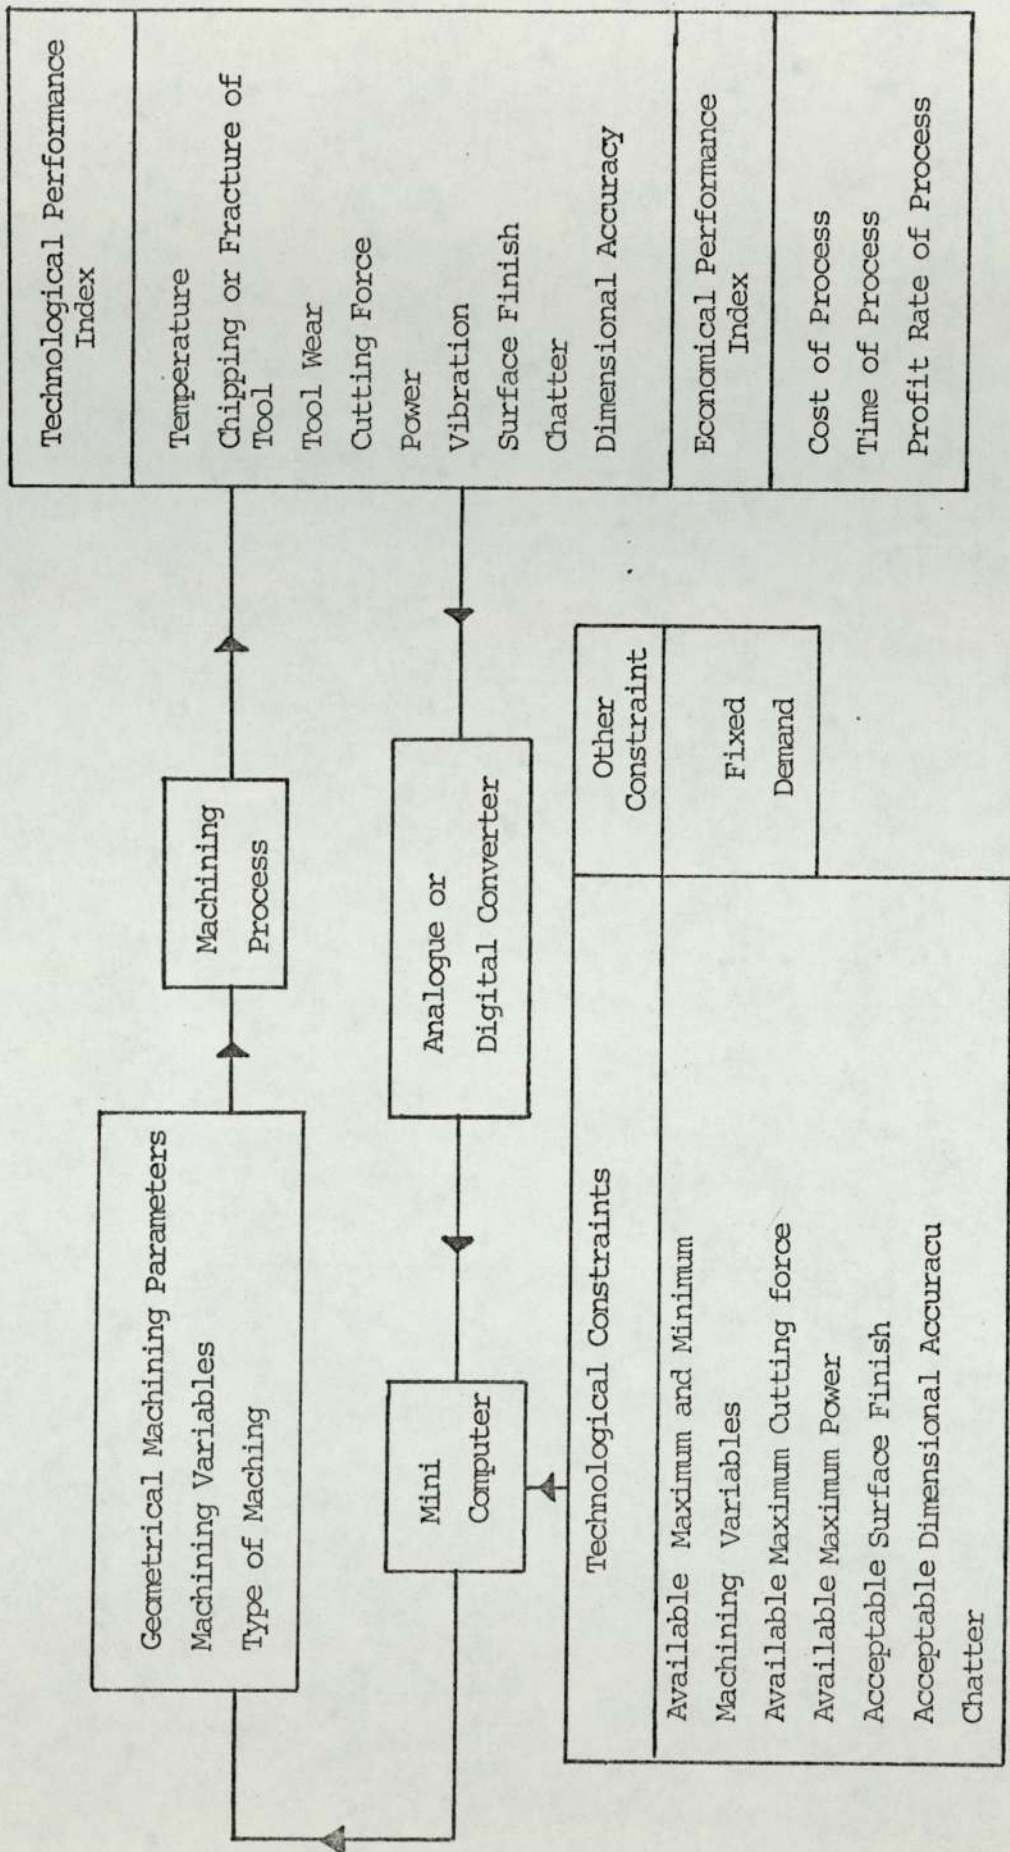 Geometrical Machining Parameters
Machining Variables
Type of Maching
Machining
Process
Technological Performance
Index
Temperature
Chipping or Fracture of
Tool
Tool Wear
Cutting Force
Power
Vibration
Surface Finish
Chatter
Dimensional Accuracy
Economical Performance
Index
Cost of Process
Time of Process
Profit Rate of Process
Analogue or
Digital Converter
Mini
Computer
Technological Constraints
Available Maximum and Minimum
Machining Variables
Available Maximum Cutting force
Available Maximum Power
Acceptable Surface Finish
Acceptable Dimensional Accuracu
Chatter
Other
Constraint
Fixed
Demand